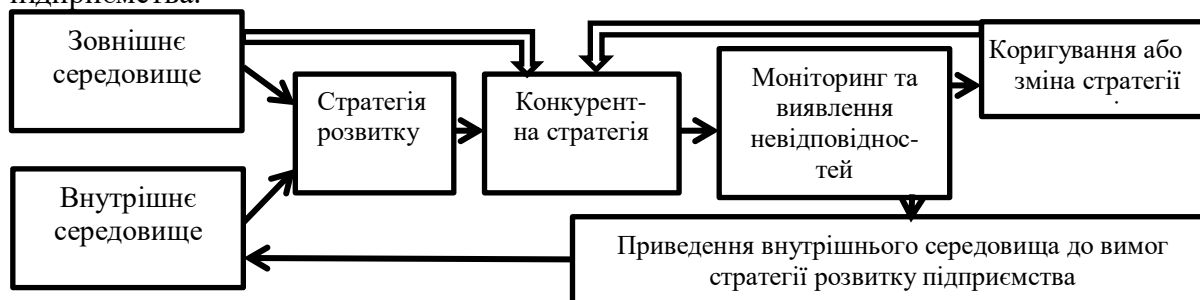 підприємства.
Зовнішнє
середовище
Стратегія
розвитку
Конкурент-
на стратегія
Моніторинг та
виявлення
невідповіднос-
тей
Коригування або
зміна стратегії
.
Внутрішнє
середовище
Приведення внутрішнього середовища до вимог
стратегії розвитку підприємства